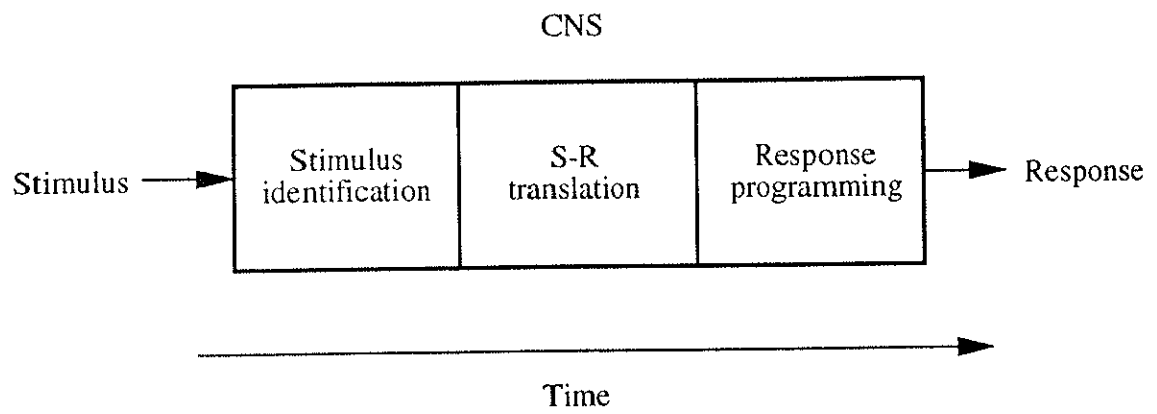 CNS
Stimulus
Stimulus
identification
S-R
translation
Response
programming
Response
Time